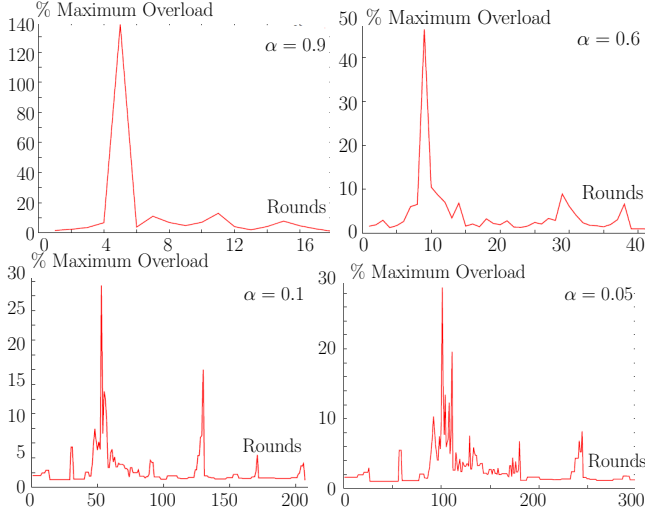 % Maximum Overload
α = 0.9
140
120
100
80
60
40
20
0
Rounds
0 4 8 12 16
% Maximum Overload
α = 0.6
50
40
30
20
10
0
Rounds
0 10 20 30 40
% Maximum Overload
α = 0.1
30
25
20
15
10
5
0
Rounds
0 50 100 150 200
% Maximum Overload
α = 0.05
30
20
10
0
Rounds
0 100 200 300